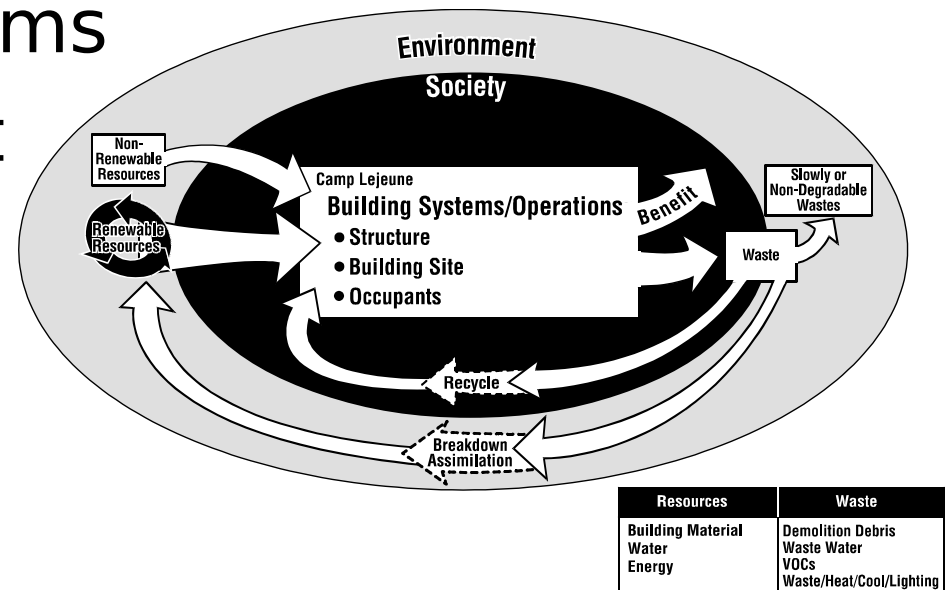 ms
Environment
Society
Non-
Renewable
Resources
Renewable
Resources
Camp Lejeune
Building Systems/Operations
• Structure
• Building Site
• Occupants
Benefit
Slowly or
Non-Degradable
Wastes
Waste
Recycle
Breakdown
Assimilation
Resources
Waste
Building Material
Water
Energy
Demolition Debris
Waste Water
VOCs
Waste/Heat/Cool/Lighting